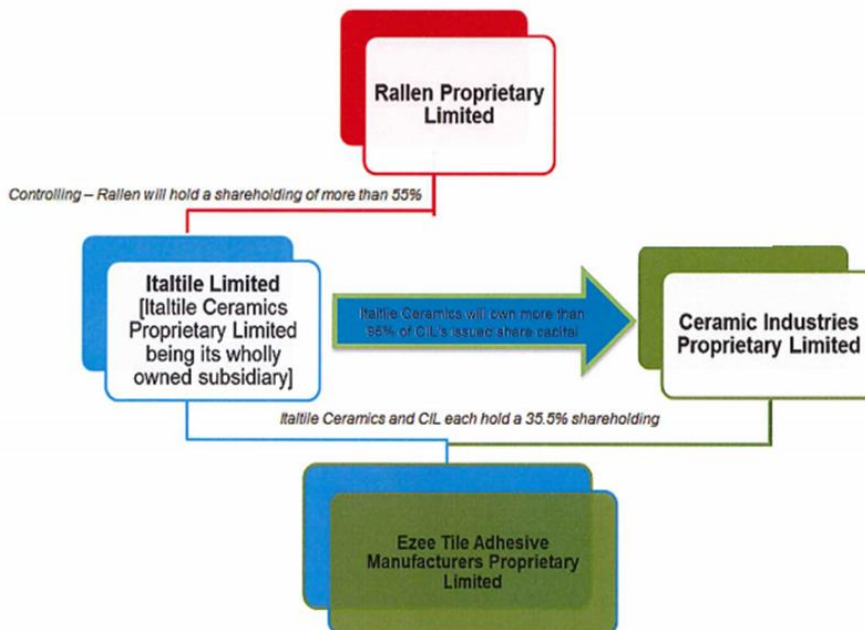 Rallen Proprietary
Limited
Controlling – Rallen will hold a shareholding of more than 55%
Italtile Limited
[Italtile Ceramics
Proprietary Limited
being its wholly
owned subsidiary]
Italtile Ceramics will own more than
95% of CIL's issued share capital
Ceramic Industries
Proprietary Limited
Italtile Ceramics and CIL each hold a 35.5% shareholding
Ezee Tile Adhesive
Manufacturers Proprietary
Limited